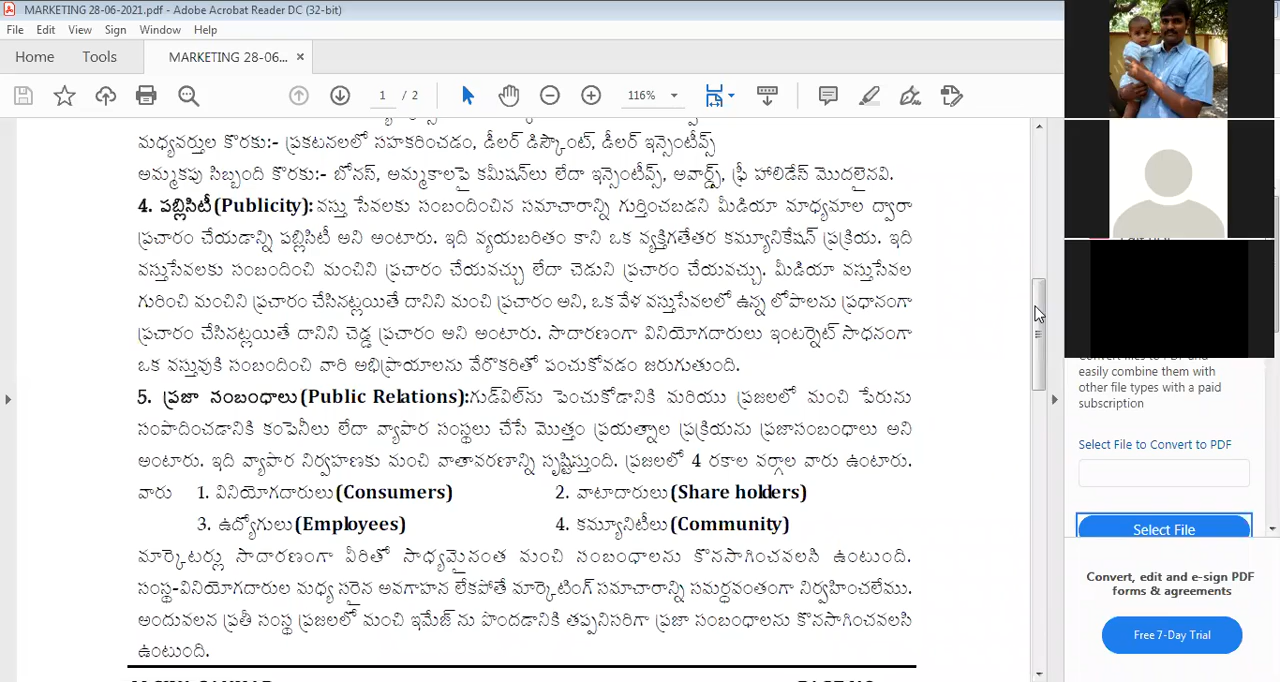 MARKETING 28-06-2021.pdf - Adobe Acrobat Reader DC (32-bit)
File Edit View Sign Window Help
Home Tools MARKETING 28-06... ×
1 / 2 116%
మధ్యవర్తుల కొరకు:- ప్రకటనలలో సహకరించడం, డీలర్ డిస్కౌంట్, డీలర్ ఇన్సెంటీవ్స్
అమ్మకపు సిబ్బంది కొరకు:- బోనస్, అమ్మకాలపై కమీషన్‌లు లేదా ఇన్సెంటీవ్స్, అవార్డ్స్, ఫ్రీ హాలిడేస్ మొదలైనవి.
4. పబ్లిసిటీ(Publicity): వస్తు సేవలకు సంబందించిన సమాచారాన్ని గుర్తించబడని మీడియా మాధ్యమాల ద్వారా
ప్రచారం చేయడాన్ని పబ్లిసిటీ అని అంటారు. ఇది వ్యయబరితం కాని ఒక వ్యక్తిగతేతర కమ్యూనికేషన్ ప్రక్రియ. ఇది
వస్తుసేవలకు సంబందించి మంచిని ప్రచారం చేయవచ్చు లేదా చెడుని ప్రచారం చేయవచ్చు. మీడియా వస్తుసేవల
గురించి మంచిని ప్రచారం చేసినట్లయితే దానిని మంచి ప్రచారం అని, ఒక వేళ వస్తుసేవలలో ఉన్న లోపాలను ప్రధానంగా
ప్రచారం చేసినట్లయితే దానిని చెడ్డ ప్రచారం అని అంటారు. సాదారణంగా వినియోగదారులు ఇంటర్నెట్ సాధనంగా
ఒక వస్తువుకి సంబందించి వారి అభిప్రాయాలను వేరొకరితో పంచుకోవడం జరుగుతుంది.
5. ప్రజా సంబంధాలు(Public Relations):గుడ్‌విల్‌ను పెంచుకోడానికి మరియు ప్రజలలో మంచి పేరును
సంపాదించడానికి కంపెనీలు లేదా వ్యాపార సంస్థలు చేసే మొత్తం ప్రయత్నాల ప్రక్రియను ప్రజాసంబంధాలు అని
అంటారు. ఇది వ్యాపార నిర్వహణకు మంచి వాతావరణాన్ని సృష్టిస్తుంది. ప్రజలలో 4 రకాల వర్గాల వారు ఉంటారు.
వారు 1. వినియోగదారులు(Consumers) 2. వాటాదారులు(Share holders)
3. ఉద్యోగులు(Employees) 4. కమ్యూనిటీలు(Community)
మార్కెటర్లు సాదారణంగా వీరితో సాధ్యమైనంత మంచి సంబంధాలను కొనసాగించవలసి ఉంటుంది.
సంస్థ-వినియోగదారుల మధ్య సరైన అవగాహన లేకపోతే మార్కెటింగ్ సమాచారాన్ని సమర్ధవంతంగా నిర్వహించలేము.
అందువలన ప్రతీ సంస్థ ప్రజలలో మంచి ఇమేజ్ ను పొందడానికి తప్పనిసరిగా ప్రజా సంబంధాలను కొనసాగించవలసి
ఉంటుంది.
Convert files to PDF and
easily combine them with
other file types with a paid
subscription
Select File to Convert to PDF
Select File
Convert, edit and e-sign PDF
forms & agreements
Free 7-Day Trial